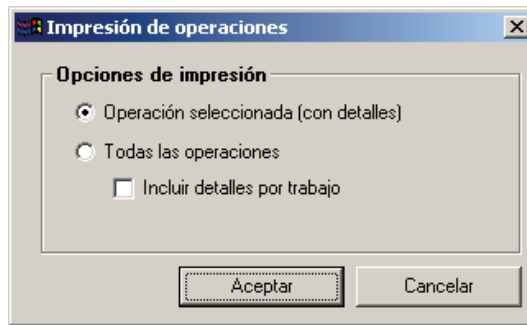 Impresión de operaciones
Opciones de impresión
Operación seleccionada (con detalles)
Todas las operaciones
Incluir detalles por trabajo
Aceptar
Cancelar